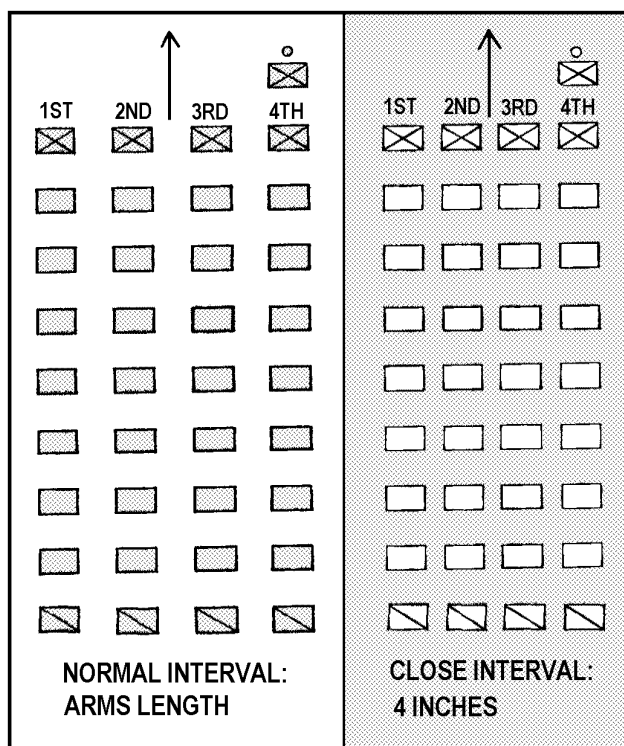 1ST 2ND 3RD 4TH
NORMAL INTERVAL:
ARMS LENGTH
1ST 2ND 3RD 4TH
CLOSE INTERVAL:
4 INCHES